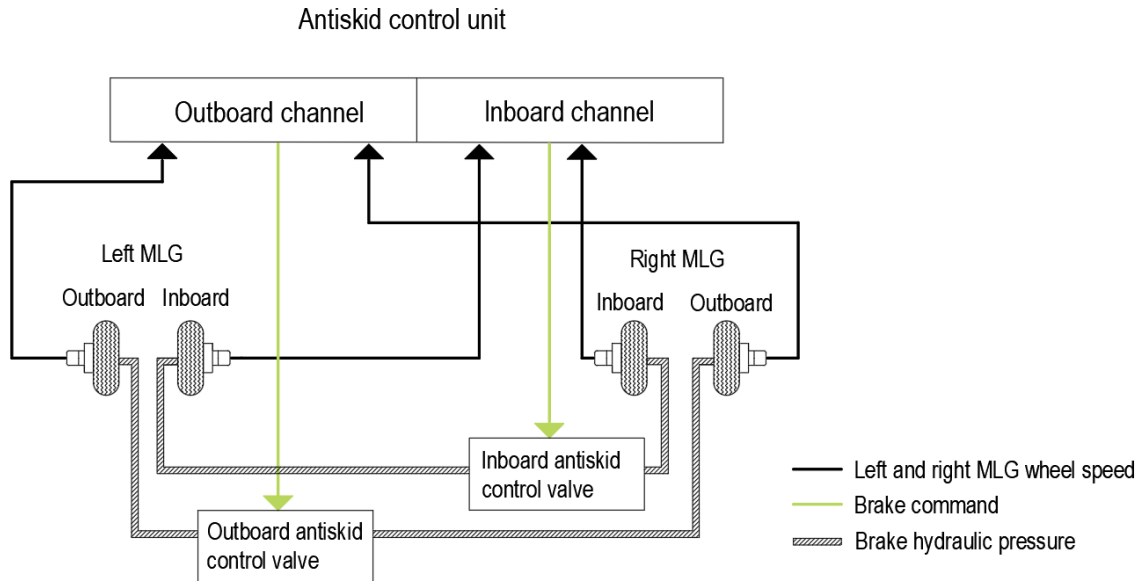 Antiskid control unit
Outboard channel
Inboard channel
Left MLG
Outboard
Inboard
Right MLG
Inboard
Outboard
Inboard antiskid
control valve
Outboard antiskid
control valve
Left and right MLG wheel speed
Brake command
Brake hydraulic pressure